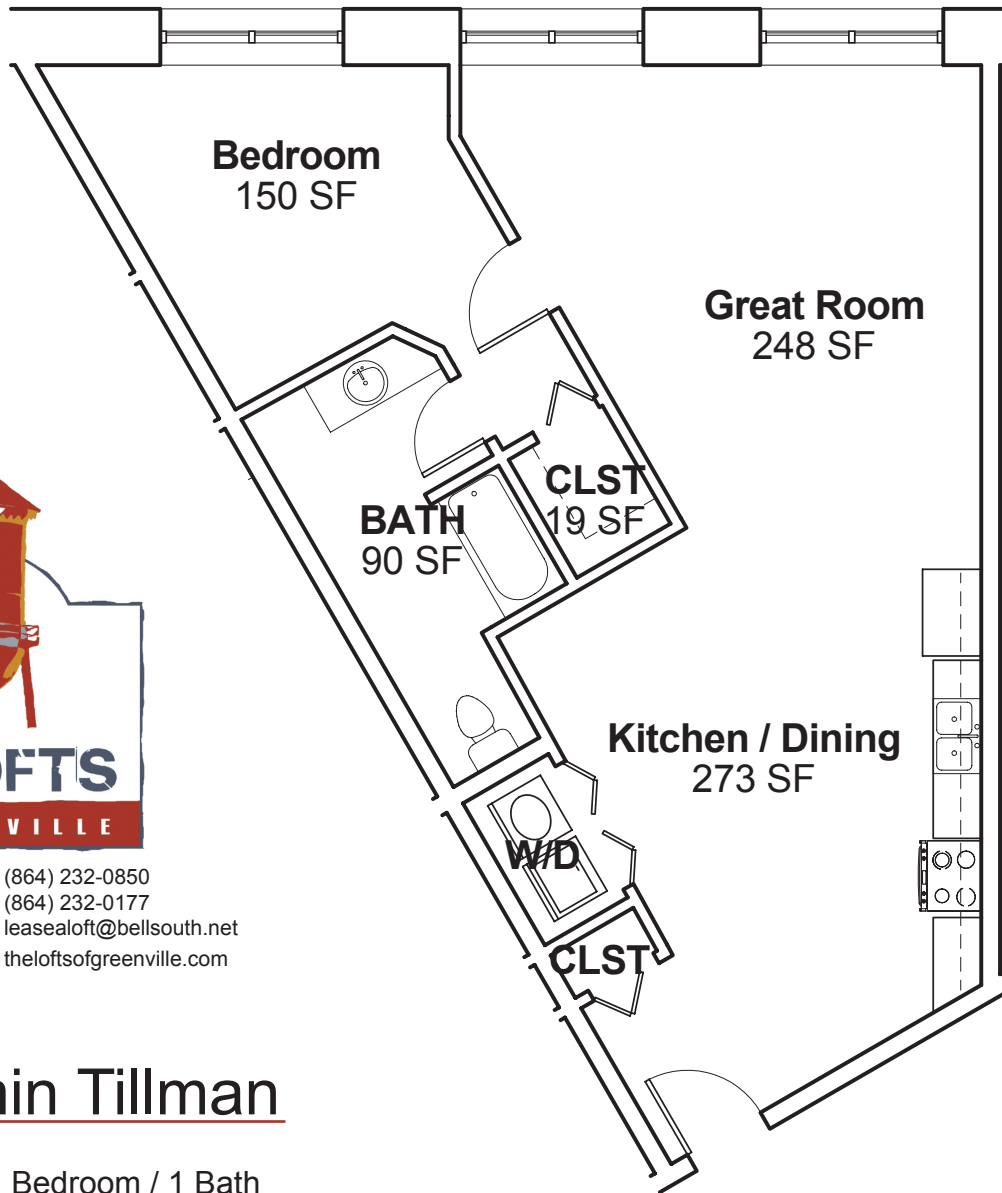 Bedroom
150 SF
Great Room
248 SF
CLST
19 SF
BATH
90 SF
Kitchen / Dining
273 SF
W/D
CLST
FTS
VILLE
(864) 232-0850
(864) 232-0177
leasealoft@bellsouth.net
theloftsofgreenville.com
in Tillman
Bedroom / 1 Bath